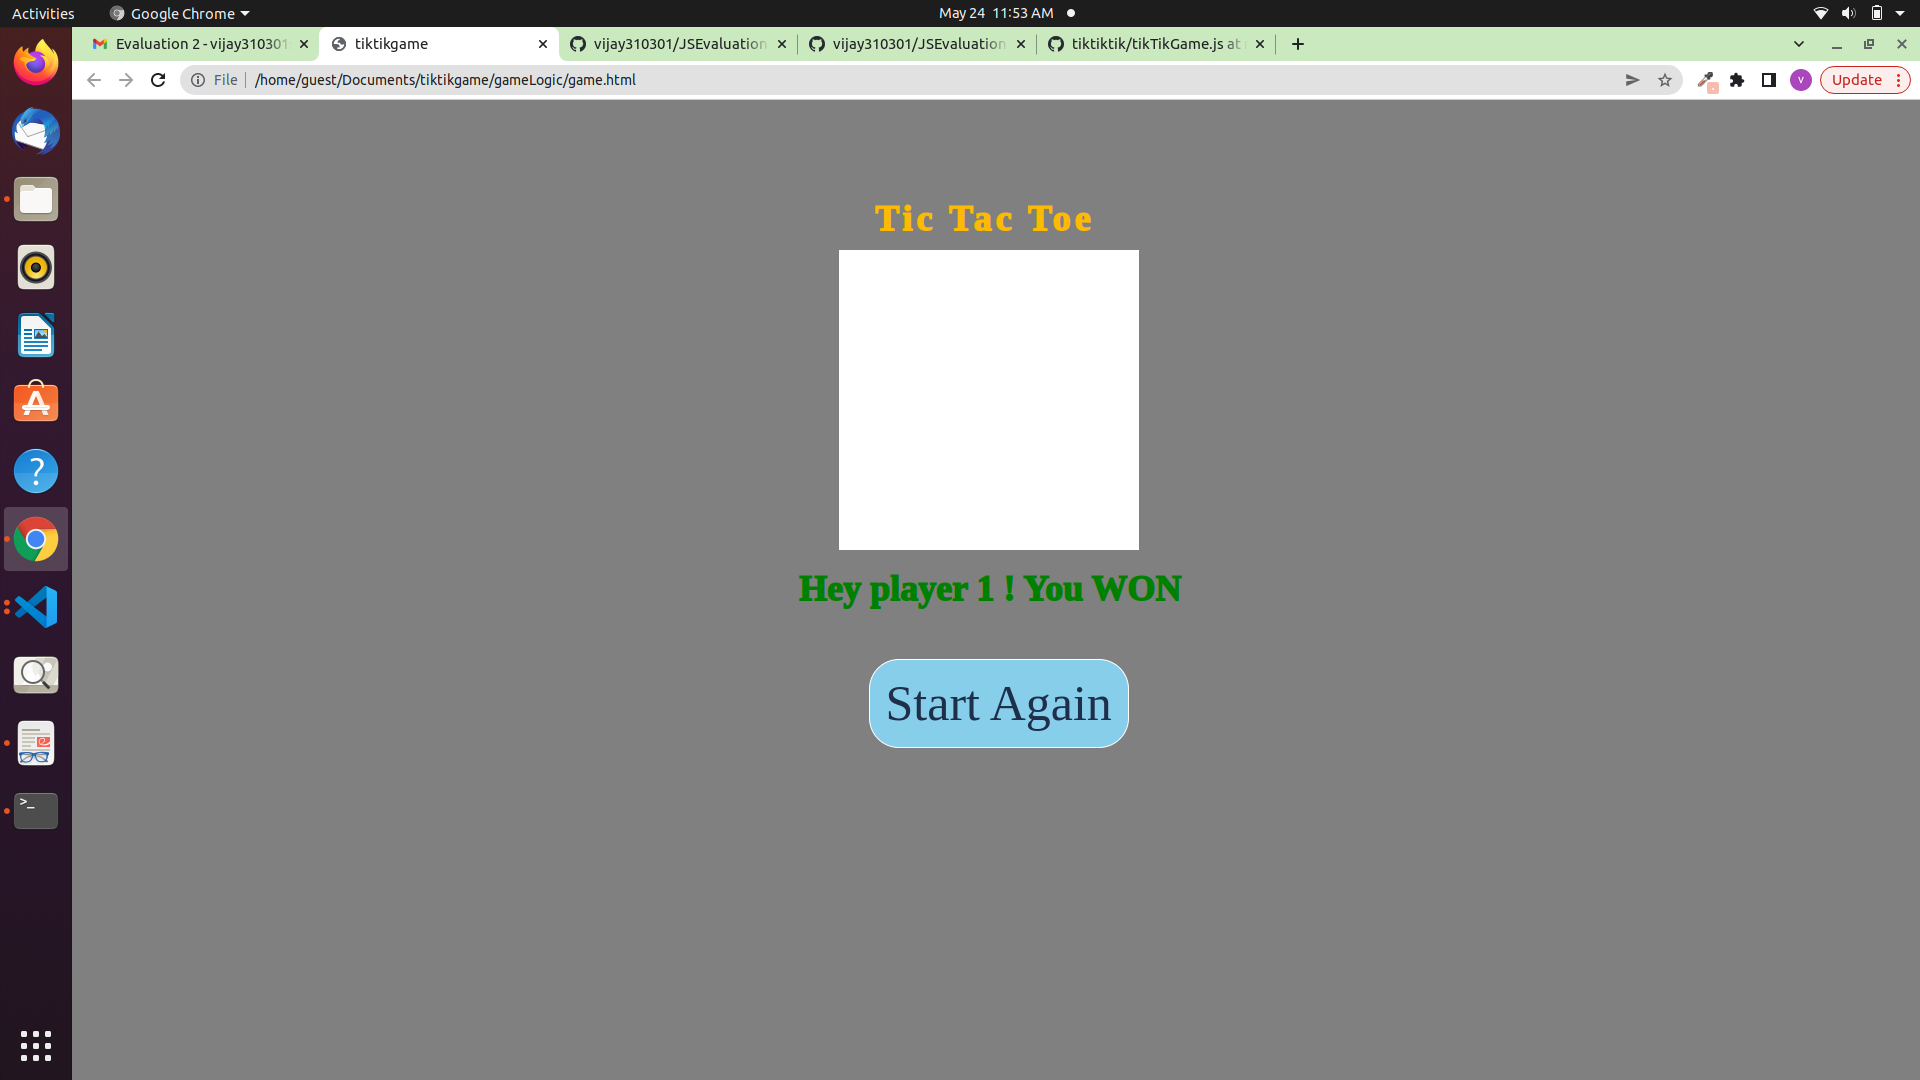 Activities
Google Chrome
May 24 11:53 AM
Evaluation 2 - vijay310301
tiktikgame
vijay310301/JSEvaluation
vijay310301/JSEvaluation
tiktiktik/tikTikGame.js at
File
/home/guest/Documents/tiktikgame/gameLogic/game.html
V
Update
Tic Tac Toe
Hey player 1 ! You WON
Start Again